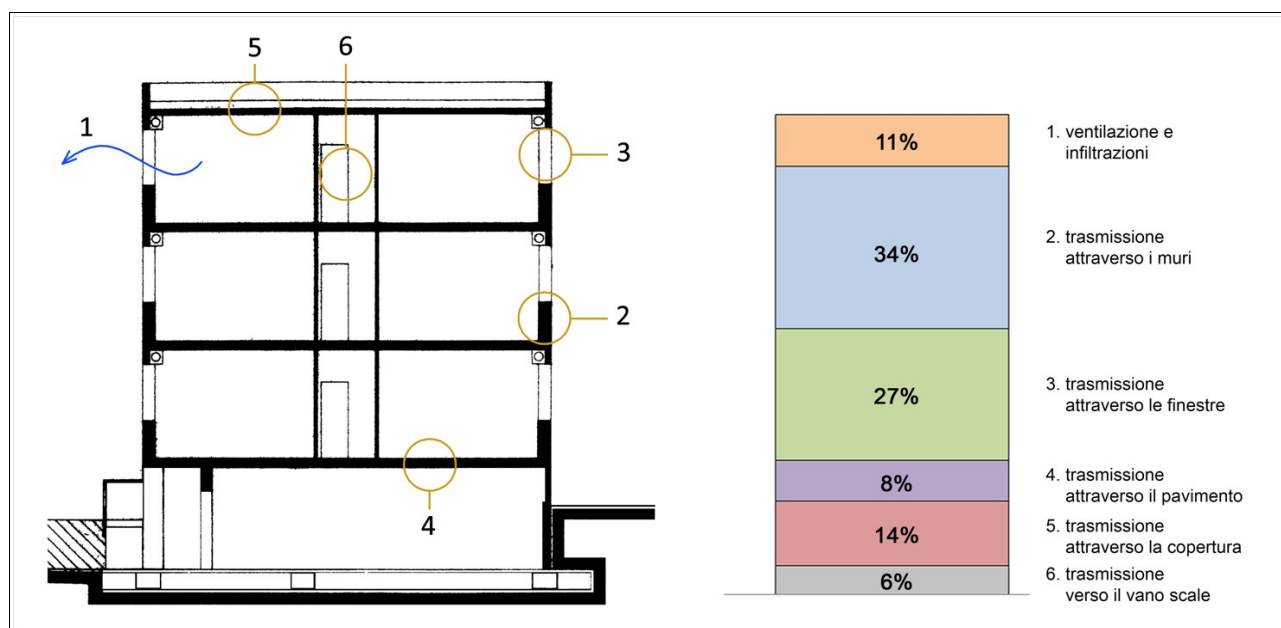 5
6
1
3
2
4
11%
34%
27%
8%
14%
6%
1. ventilazione e
infiltrazioni
2. trasmissione
attraverso i muri
3. trasmissione
attraverso le finestre
4. trasmissione
attraverso il pavimento
5. trasmissione
attraverso la copertura
6. trasmissione
verso il vano scale